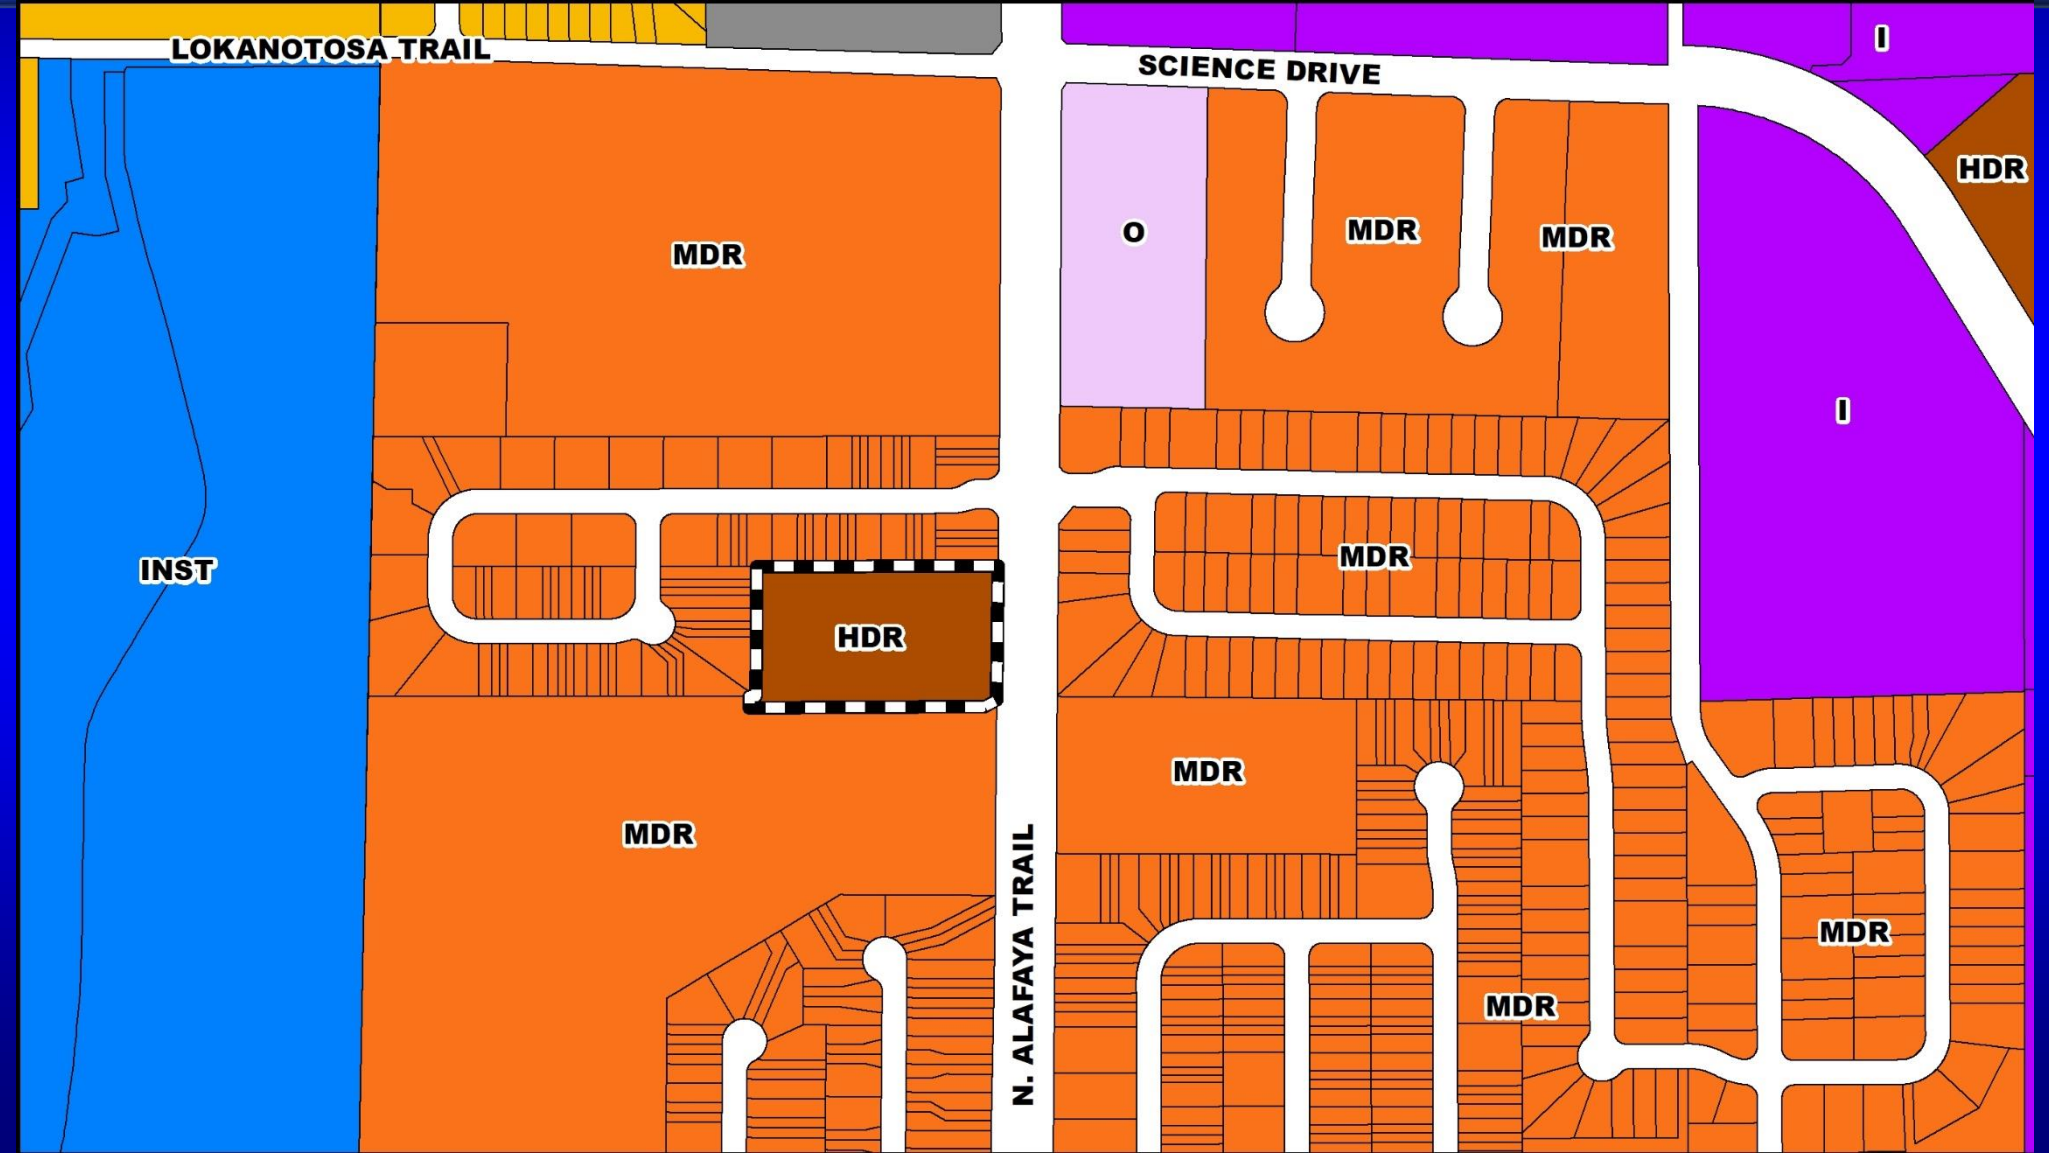 LOKANOTOSA TRAIL
I
SCIENCE DRIVE
HDR
O
MDR
MDR
MDR
I
INST
MDR
HDR
MDR
MDR
N. ALAFAYA TRAIL
MDR
MDR